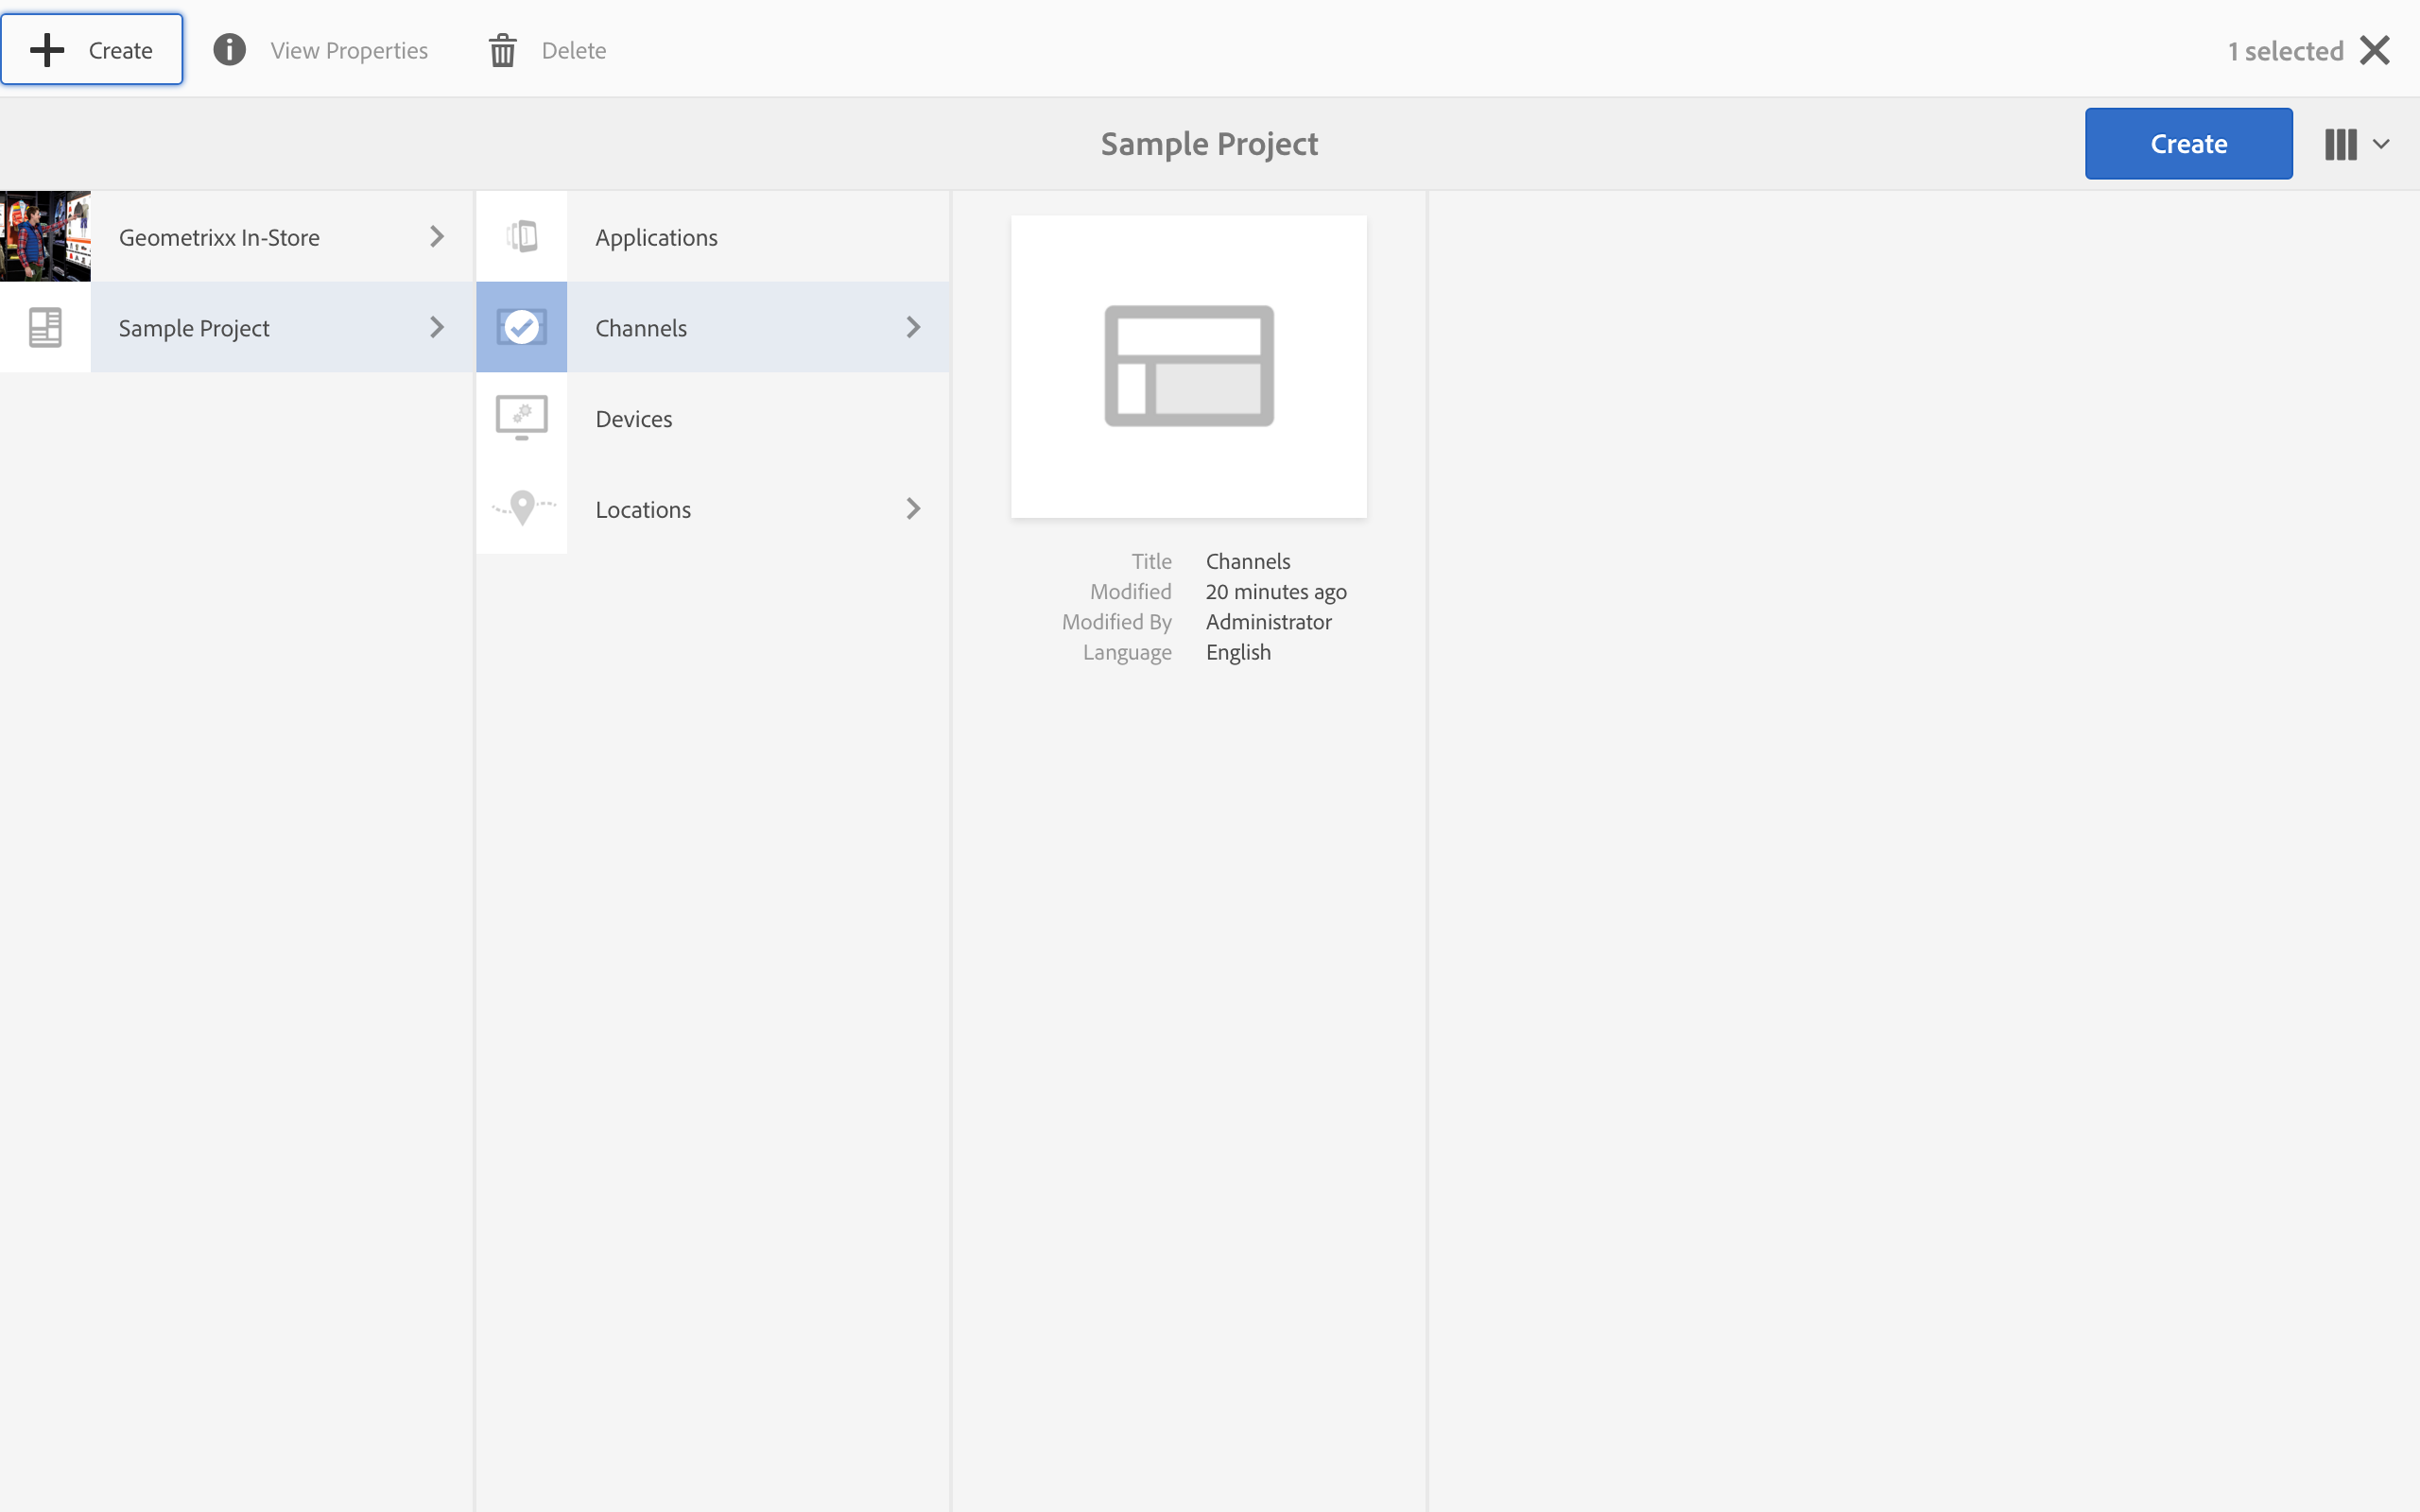 Create
View Properties
Delete
1 selected
Sample Project
Create
Geometrixx In-Store
Sample Project
Applications
Channels
Devices
Locations
Title Channels
Modified 20 minutes ago
Modified By Administrator
Language English